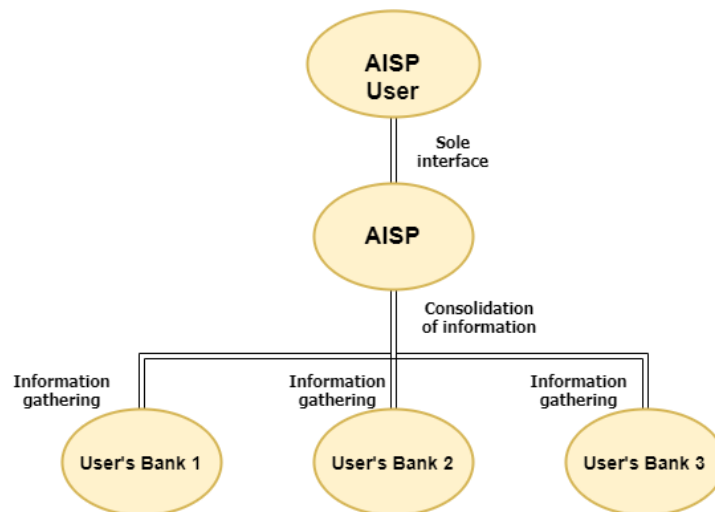 AISP
User
Sole
interface
AISP
Consolidation
of information
Information
gathering
Information
gathering
Information
gathering
User's Bank 1
User's Bank 2
User's Bank 3